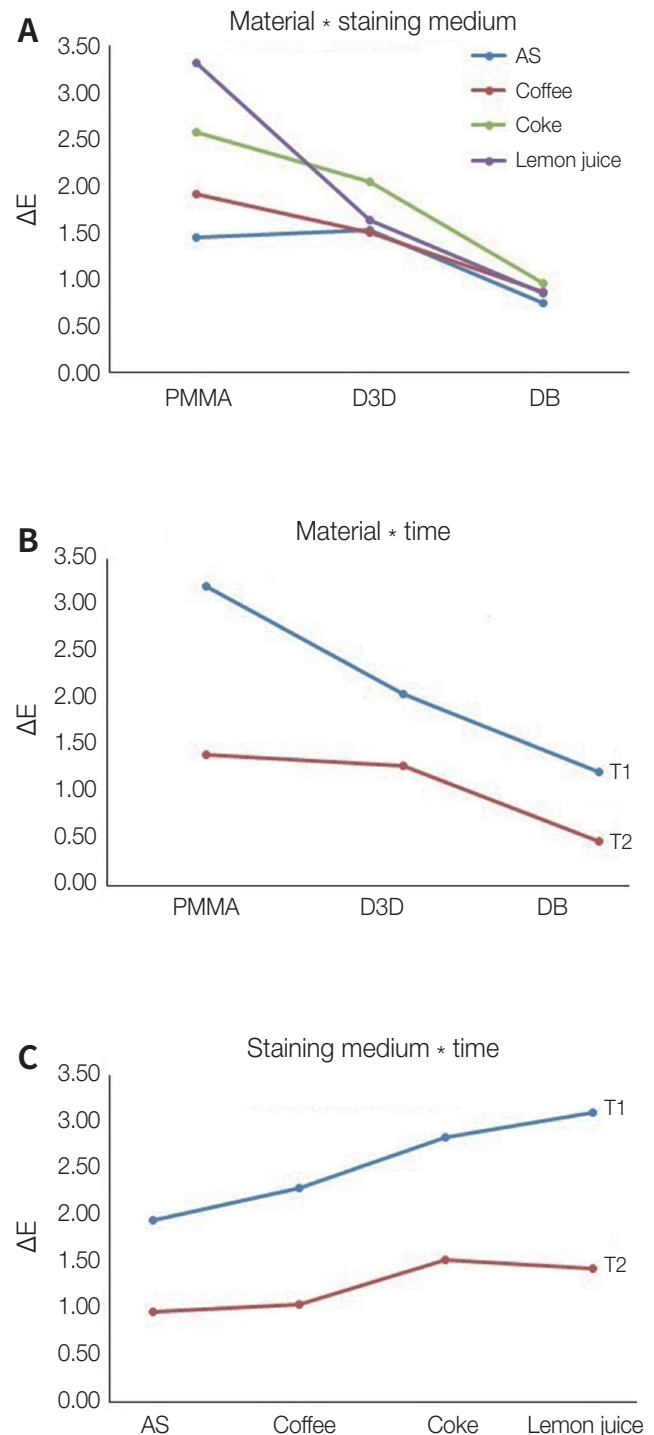 A
Material * staining medium
3.50
3.00
2.50
2.00
1.50
1.00
0.50
0.00
ΔE
AS
Coffee
Coke
Lemon juice
PMMA D3D DB
B
Material * time
3.50
3.00
2.50
2.00
1.50
1.00
0.50
0.00
ΔE
T1
T2
PMMA D3D DB
C
Staining medium * time
3.50
3.00
2.50
2.00
1.50
1.00
0.50
0.00
ΔE
T1
T2
AS Coffee Coke Lemon juice